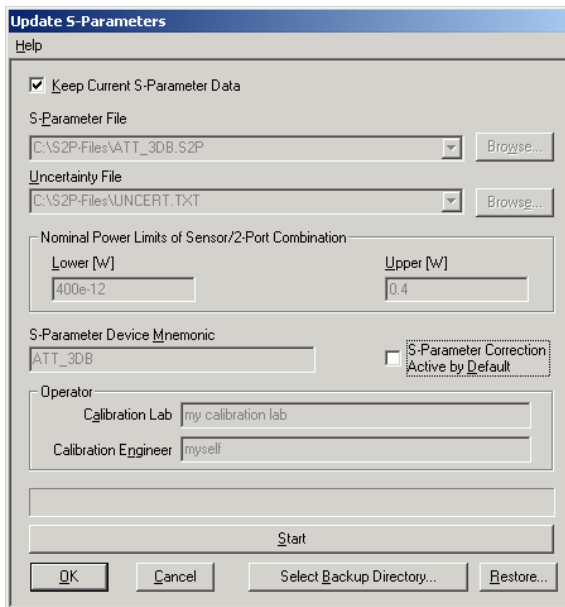 Update S-Parameters
Help
Keep Current S-Parameter Data
S-Parameter File
C:\S2P-Files\ATT_3DB.S2P
Browse...
Uncertainty File
C:\S2P-Files\UNCERT.TXT
Browse...
Nominal Power Limits of Sensor/2-Port Combination
Lower [W]
Upper [W]
400e-12
0.4
S-Parameter Device Mnemonic
ATT_3DB
S-Parameter Correction
Active by Default
Operator
Calibration Lab
my calibration lab
Calibration Engineer
myself
Start
OK
Cancel
Select Backup Directory...
Restore...